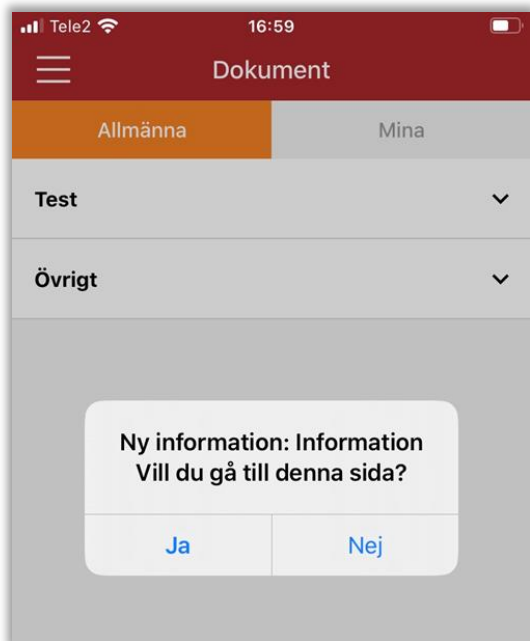 Tele2 16:59
Dokument
Allmänna Mina
Test
Övrigt
Ny information: Information
Vill du gå till denna sida?
Ja Nej